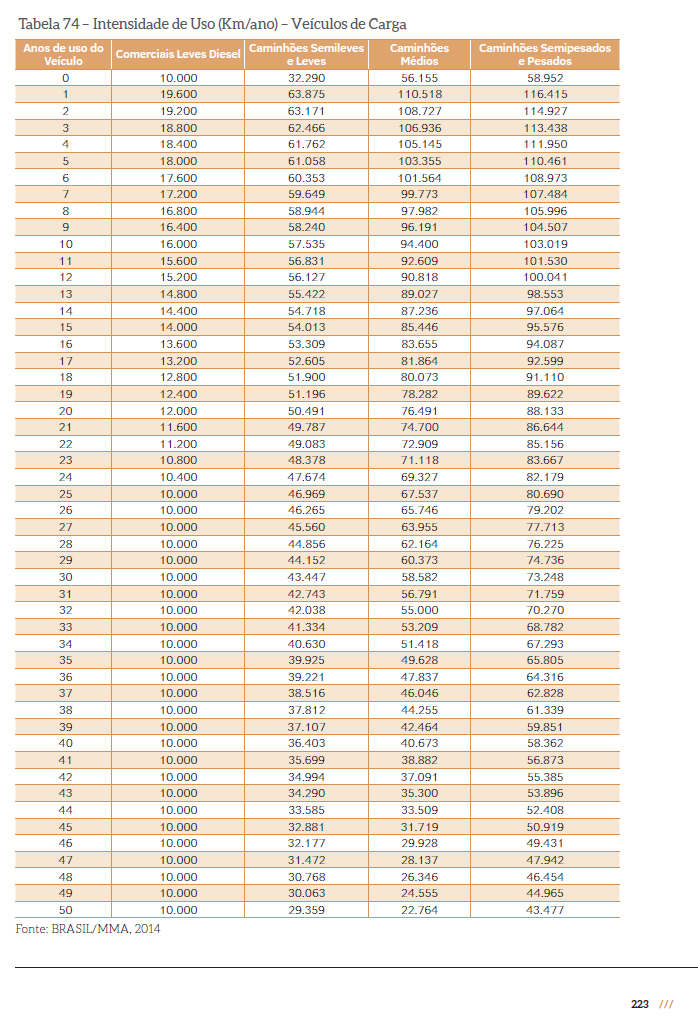 Tabela 74 – Intensidade de Uso (Km/ano) – Veículos de Carga
Anos de uso do Veículo Comerciais Leves Diesel Caminhões Semileves e Leves Caminhões Médios Caminhões Semipesados e Pesados
0 10.000 32.290 56.155 58.952
1 19.600 63.875 110.518 116.415
2 19.200 63.171 108.727 114.927
3 18.800 62.466 106.936 113.438
4 18.400 61.762 105.145 111.950
5 18.000 61.058 103.355 110.461
6 17.600 60.353 101.564 108.973
7 17.200 59.649 99.773 107.484
8 16.800 58.944 97.982 105.996
9 16.400 58.240 96.191 104.507
10 16.000 57.535 94.400 103.019
11 15.600 56.831 92.609 101.530
12 15.200 56.127 90.818 100.041
13 14.800 55.422 89.027 98.553
14 14.400 54.718 87.236 97.064
15 14.000 54.013 85.446 95.576
16 13.600 53.309 83.655 94.087
17 13.200 52.605 81.864 92.599
18 12.800 51.900 80.073 91.110
19 12.400 51.196 78.282 89.622
20 12.000 50.491 76.491 88.133
21 11.600 49.787 74.700 86.644
22 11.200 49.083 72.909 85.156
23 10.800 48.378 71.118 83.667
24 10.400 47.674 69.327 82.179
25 10.000 46.969 67.537 80.690
26 10.000 46.265 65.746 79.202
27 10.000 45.560 63.955 77.713
28 10.000 44.856 62.164 76.225
29 10.000 44.152 60.373 74.736
30 10.000 43.447 58.582 73.248
31 10.000 42.743 56.791 71.759
32 10.000 42.038 55.000 70.270
33 10.000 41.334 53.209 68.782
34 10.000 40.630 51.418 67.293
35 10.000 39.925 49.628 65.805
36 10.000 39.221 47.837 64.316
37 10.000 38.516 46.046 62.828
38 10.000 37.812 44.255 61.339
39 10.000 37.107 42.464 59.851
40 10.000 36.403 40.673 58.362
41 10.000 35.699 38.882 56.873
42 10.000 34.994 37.091 55.385
43 10.000 34.290 35.300 53.896
44 10.000 33.585 33.509 52.408
45 10.000 32.881 31.719 50.919
46 10.000 32.177 29.928 49.431
47 10.000 31.472 28.137 47.942
48 10.000 30.768 26.346 46.454
49 10.000 30.063 24.555 44.965
50 10.000 29.359 22.764 43.477
Fonte: BRASIL/MMA, 2014
223 ///